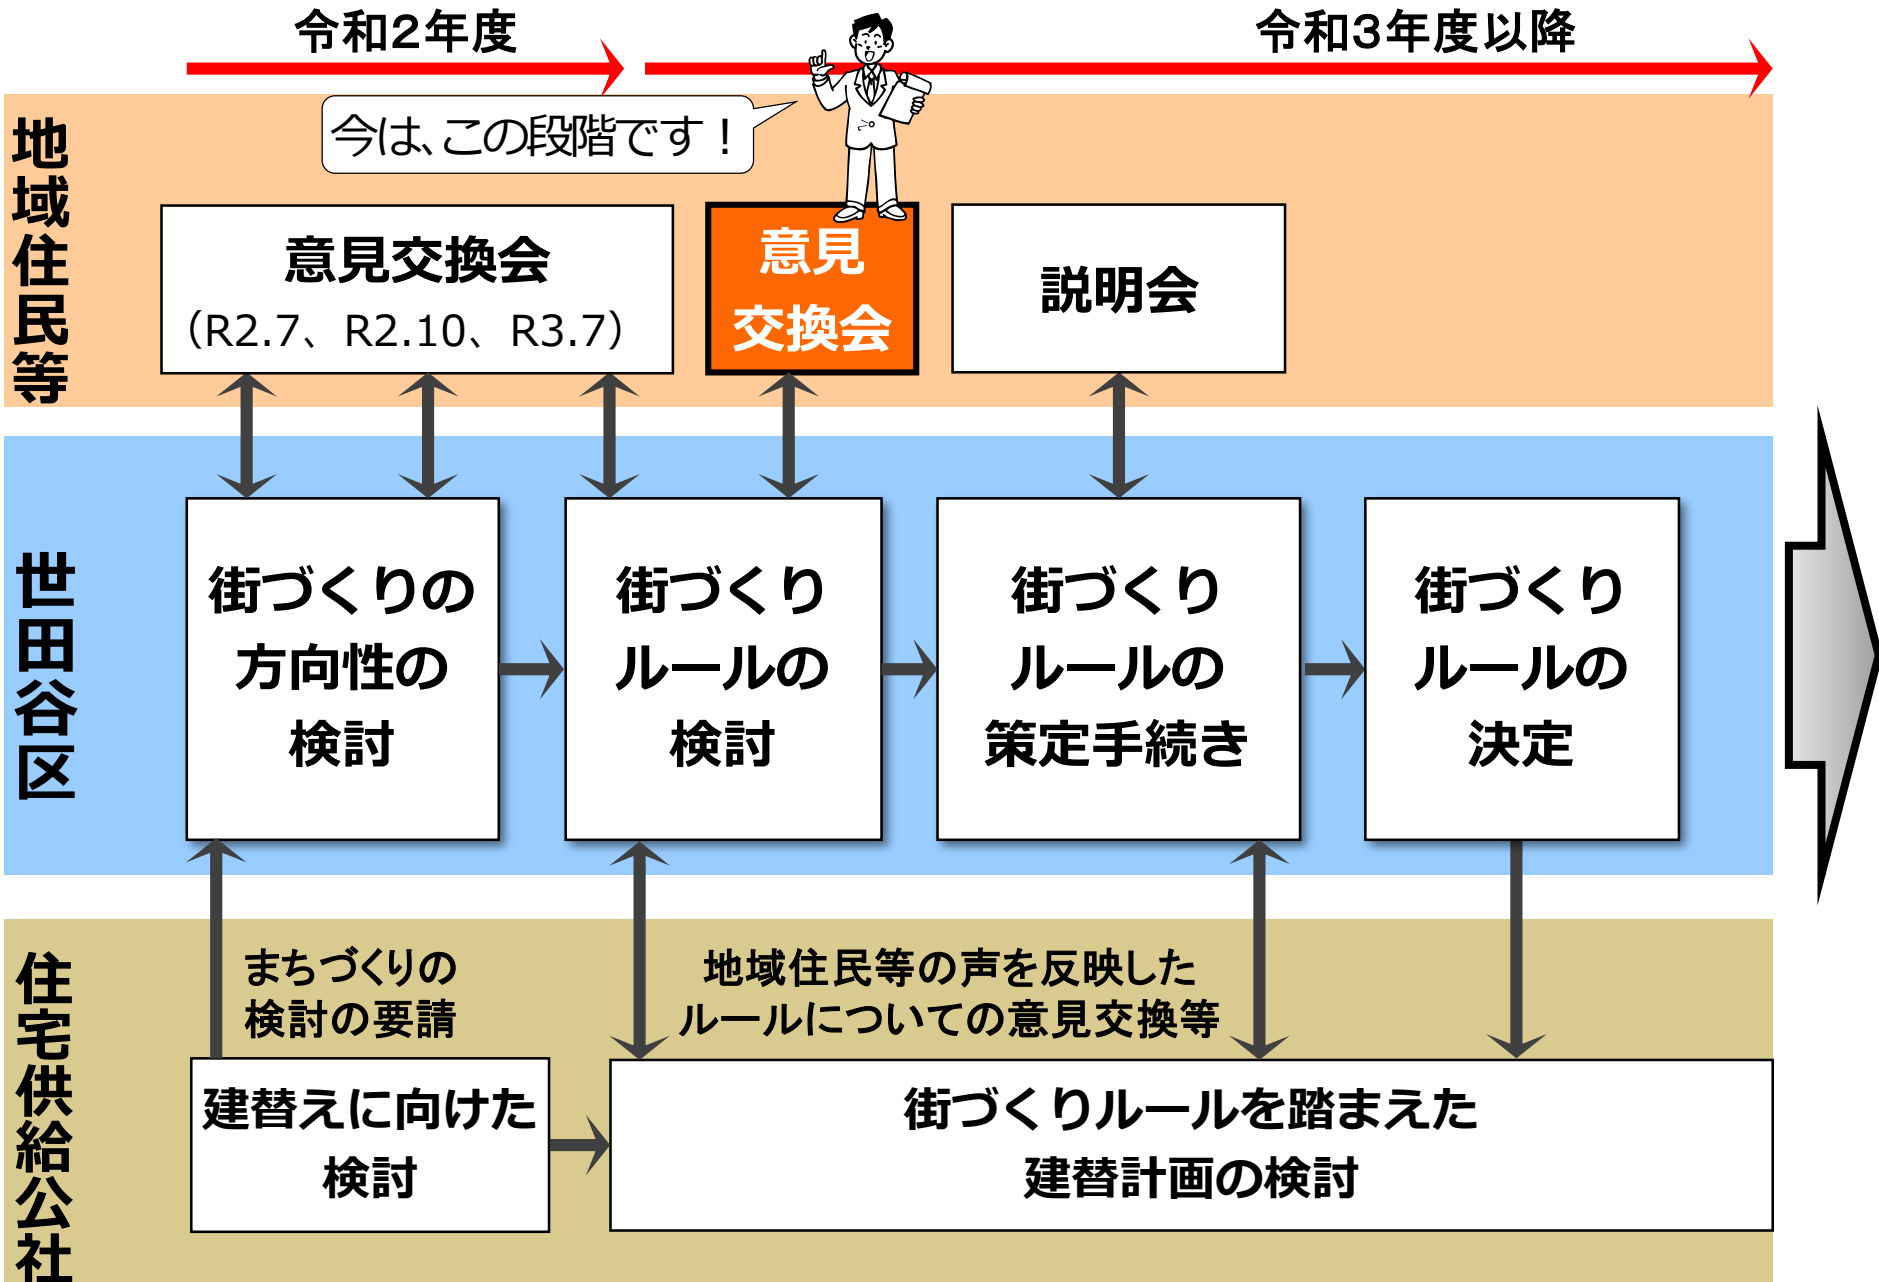 令和2年度
令和3年度以降
今は、この段階です！
地域住民等
意見交換会
（R2.7、R2.10、R3.7）
意見
交換会
説明会
世田谷区
街づくりの
方向性の
検討
街づくり
ルールの
検討
街づくり
ルールの
策定手続き
街づくり
ルールの
決定
住宅供給公社
まちづくりの
検討の要請
地域住民等の声を反映した
ルールについての意見交換等
建替えに向けた
検討
街づくりルールを踏まえた
建替計画の検討